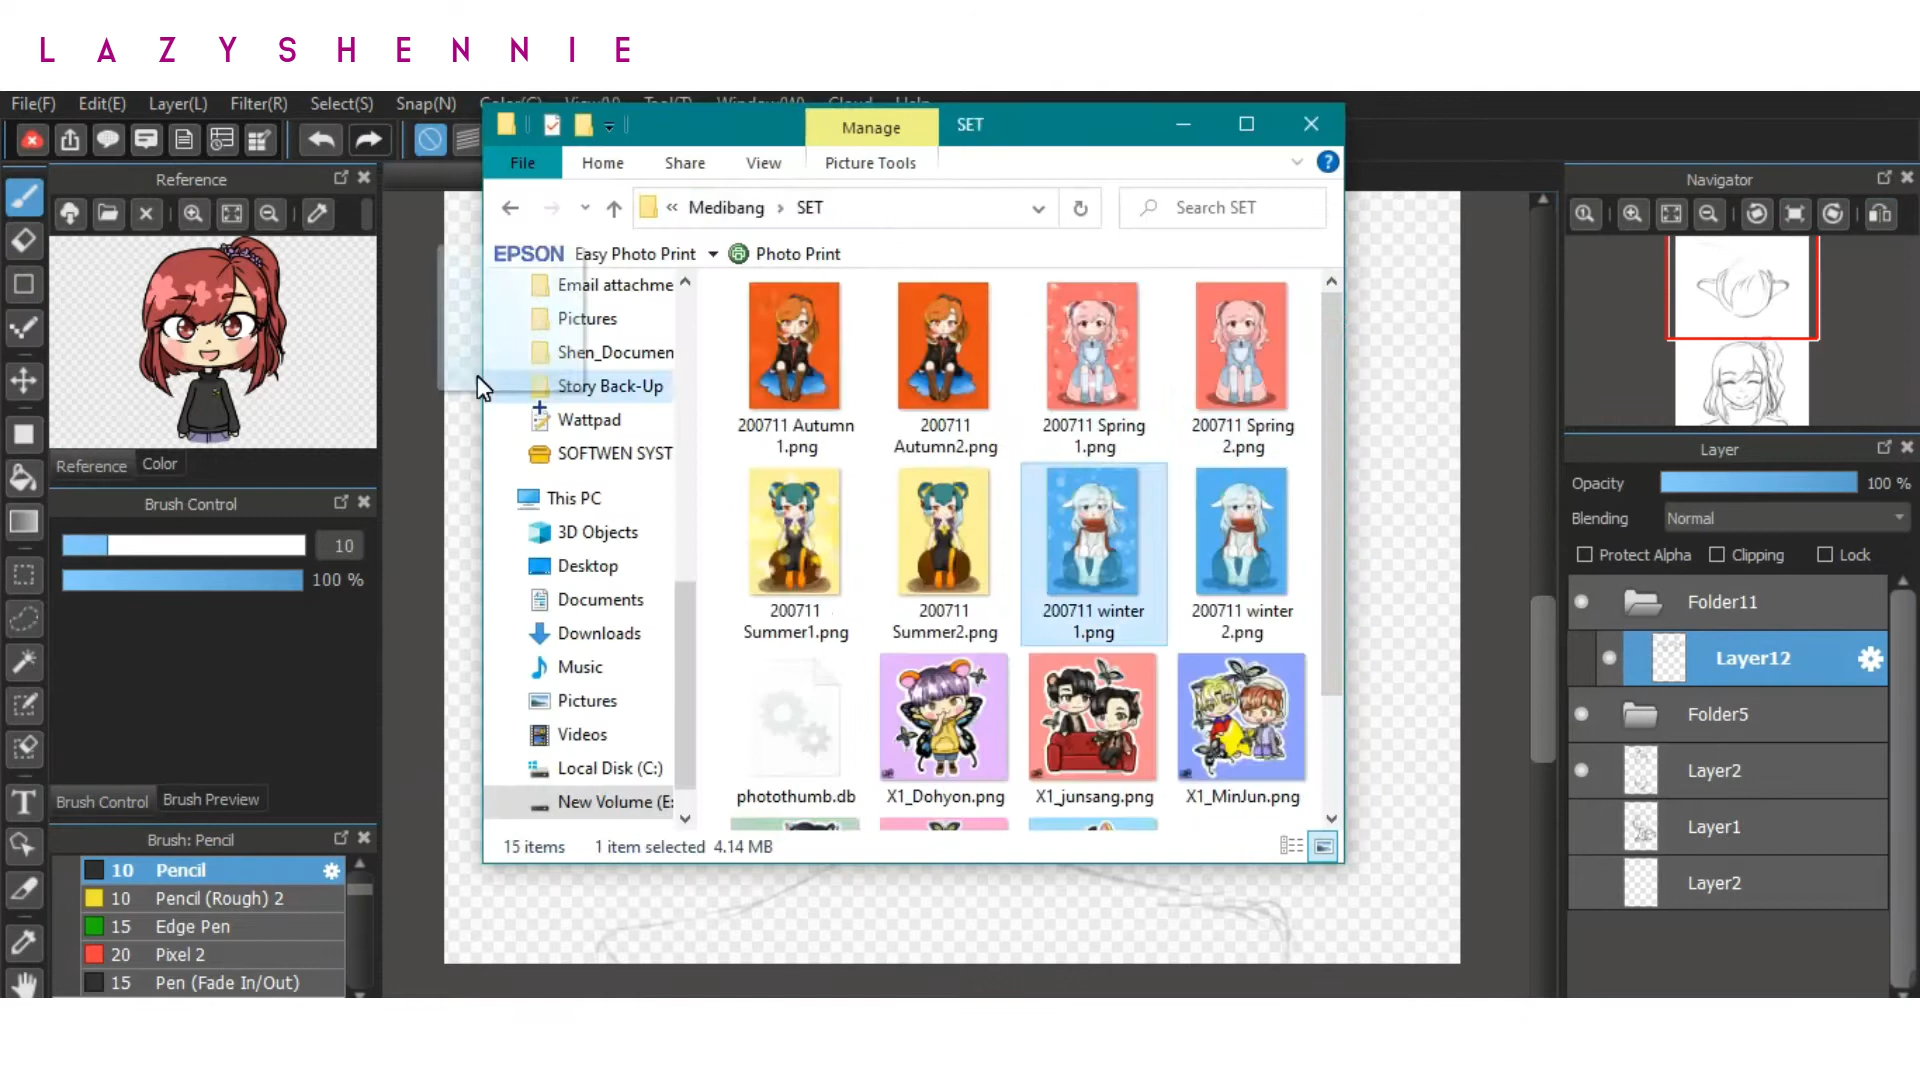 LAZYSHENNIE
File(F) Edit(E) Layer(L) Filter(R) Select(S) Snap(N) Color(C) View(V) Tool(T) Window(W) Cloud Help
Manage SET
File Home Share View Picture Tools
Medibang SET
Search SET
EPSON Easy Photo Print Photo Print
Reference
Reference Color
Brush Control
10
100 %
Brush Control Brush Preview
Brush: Pencil
10 Pencil
10 Pencil (Rough) 2
15 Edge Pen
20 Pixel 2
15 Pen (Fade In/Out)
Email attachme
Pictures
Shen_Documen
Story Back-Up
Wattpad
SOFTWEN SYST
This PC
3D Objects
Desktop
Documents
Downloads
Music
Pictures
Videos
Local Disk (C:)
New Volume (E:
200711 Autumn
1.png
200711
Autumn2.png
200711 Spring
1.png
200711 Spring
2.png
200711
Summer1.png
200711
Summer2.png
200711 winter
1.png
200711 winter
2.png
photothumb.db
X1_Dohyon.png
X1_junsang.png
X1_MinJun.png
15 items 1 item selected 4.14 MB
Navigator
Layer
Opacity 100 %
Blending Normal
Protect Alpha Clipping Lock
Folder11
Layer12
Folder5
Layer2
Layer1
Layer2